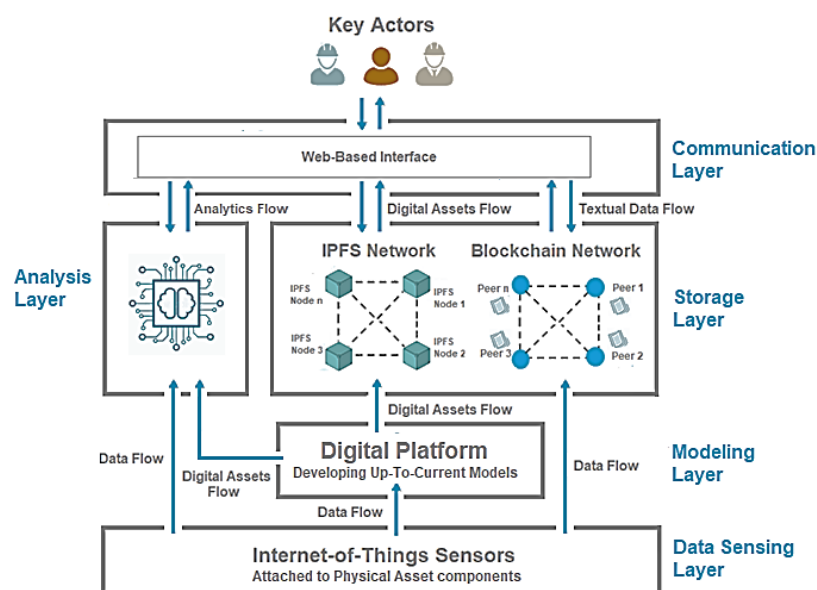 Key Actors
Web-Based Interface
Communication
Layer
Analytics Flow
Digital Assets Flow
Textual Data Flow
Analysis
Layer
IPFS Network
Blockchain Network
IPFS
Node n
IPFS
Node 1
IPFS
Node 3
IPFS
Node 2
Peer n
Peer 1
Peer 3
Peer 2
Storage
Layer
Digital Assets Flow
Data Flow
Digital Assets
Flow
Digital Platform
Developing Up-To-Current Models
Data Flow
Modeling
Layer
Data Flow
Internet-of-Things Sensors
Attached to Physical Asset components
Data Sensing
Layer